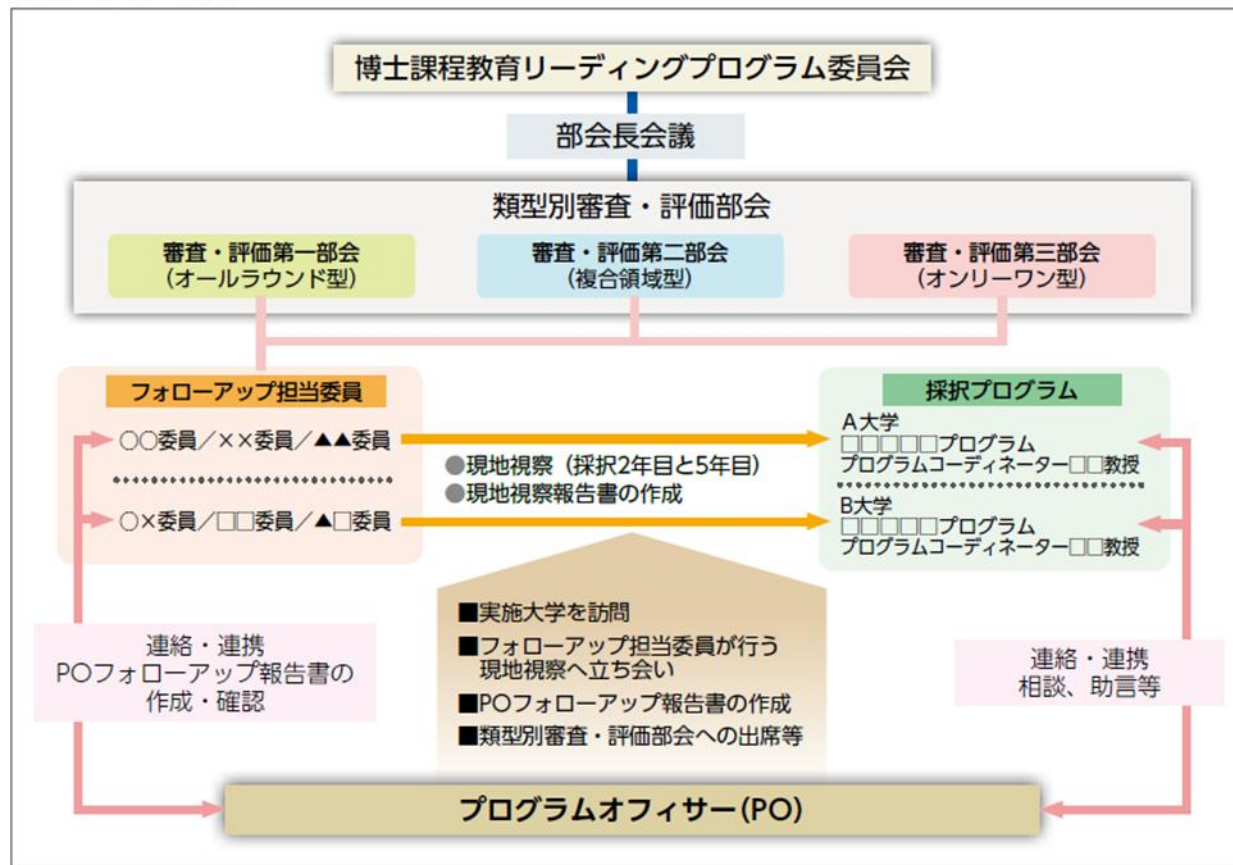 博士課程教育リーディングプログラム委員会
部会長会議
類型別審査・評価部会
審査・評価第一部会
(オールラウンド型)
審査・評価第二部会
(複合領域型)
審査・評価第三部会
(オンリーワン型)
フォローアップ担当委員
○○委員/××委員/▲▲委員
○×委員/□□委員/▲□委員
●現地視察(採択2年目と5年目)
●現地視察報告書の作成
採択プログラム
A大学
□□□□□プログラム
プログラムコーディネーター□□教授
B大学
□□□□□プログラム
プログラムコーディネーター□□教授
連絡・連携
POフォローアップ報告書の
作成・確認
■実施大学を訪問
■フォローアップ担当委員が行う
現地視察へ立ち会い
■POフォローアップ報告書の作成
■類型別審査・評価部会への出席等
連絡・連携
相談、助言等
プログラムオフィサー(PO)